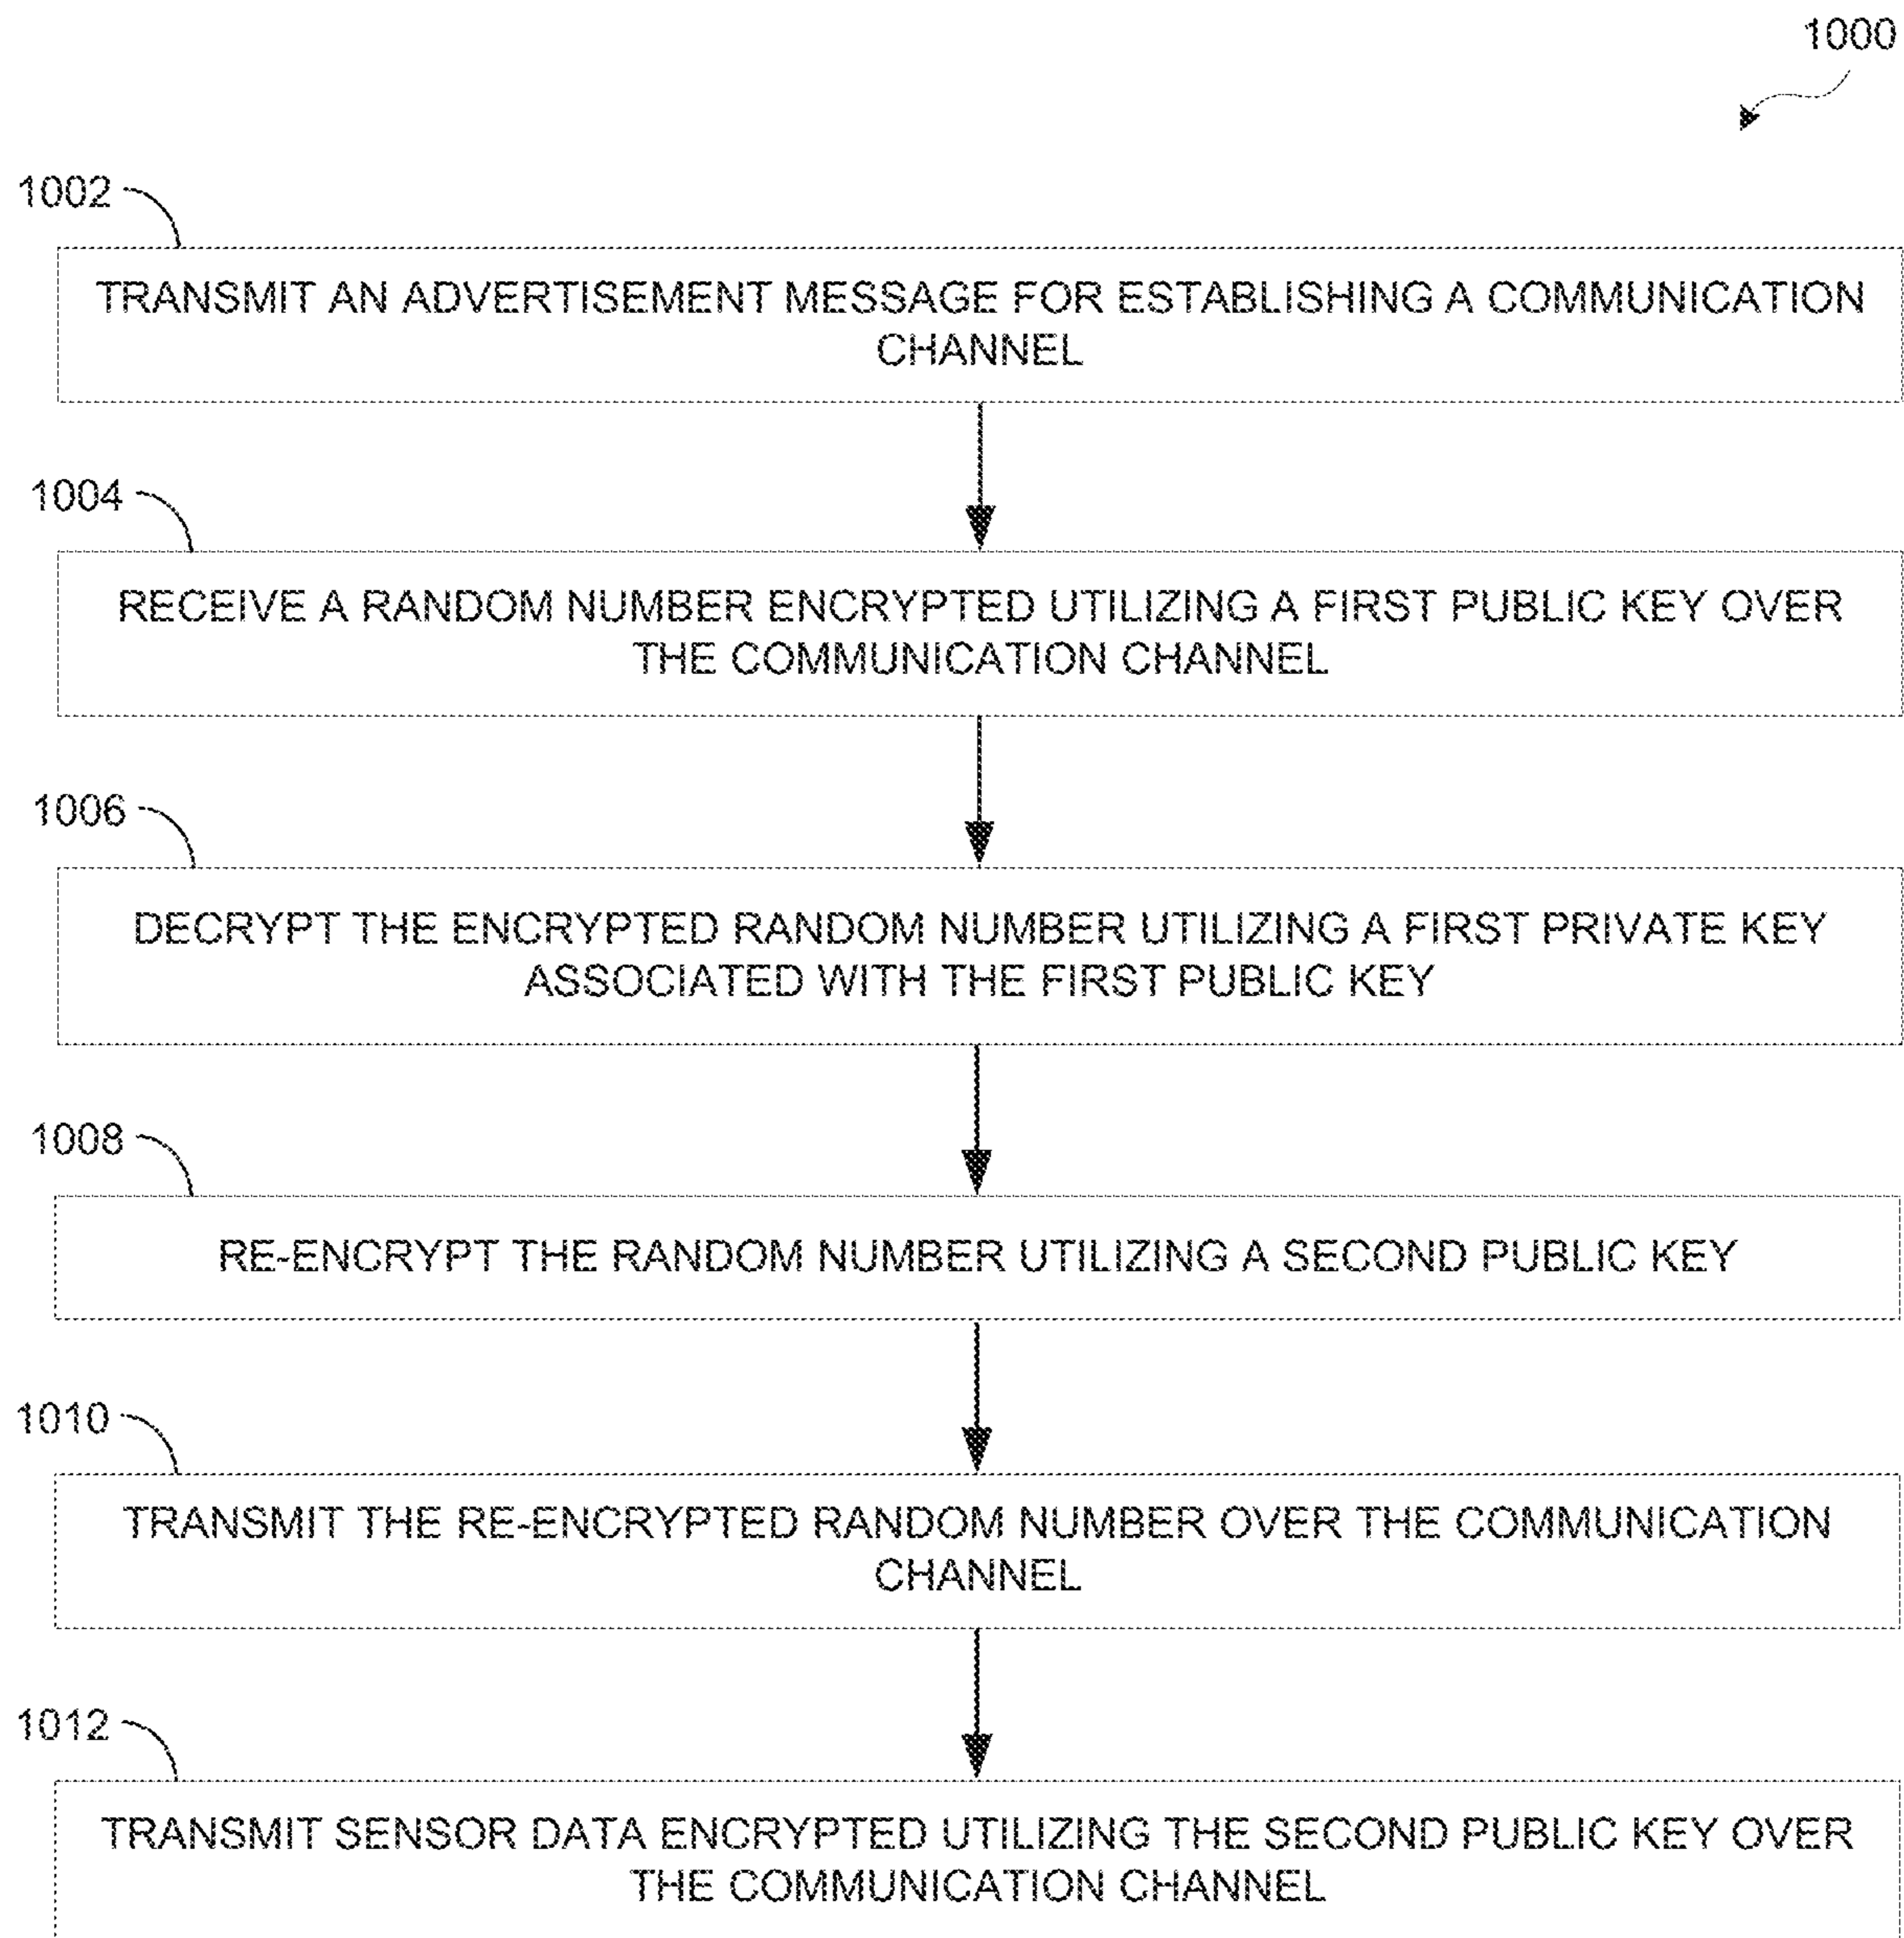 1000
1002
TRANSMIT AN ADVERTISEMENT MESSAGE FOR ESTABLISHING A COMMUNICATION
CHANNEL
1004
RECEIVE A RANDOM NUMBER ENCRYPTED UTILIZING A FIRST PUBLIC KEY OVER
THE COMMUNICATION CHANNEL
1006
DECRYPT THE ENCRYPTED RANDOM NUMBER UTILIZING A FIRST PRIVATE KEY
ASSOCIATED WITH THE FIRST PUBLIC KEY
1008
RE-ENCRYPT THE RANDOM NUMBER UTILIZING A SECOND PUBLIC KEY
1010
TRANSMIT THE RE-ENCRYPTED RANDOM NUMBER OVER THE COMMUNICATION
CHANNEL
1012
TRANSMIT SENSOR DATA ENCRYPTED UTILIZING THE SECOND PUBLIC KEY OVER
THE COMMUNICATION CHANNEL